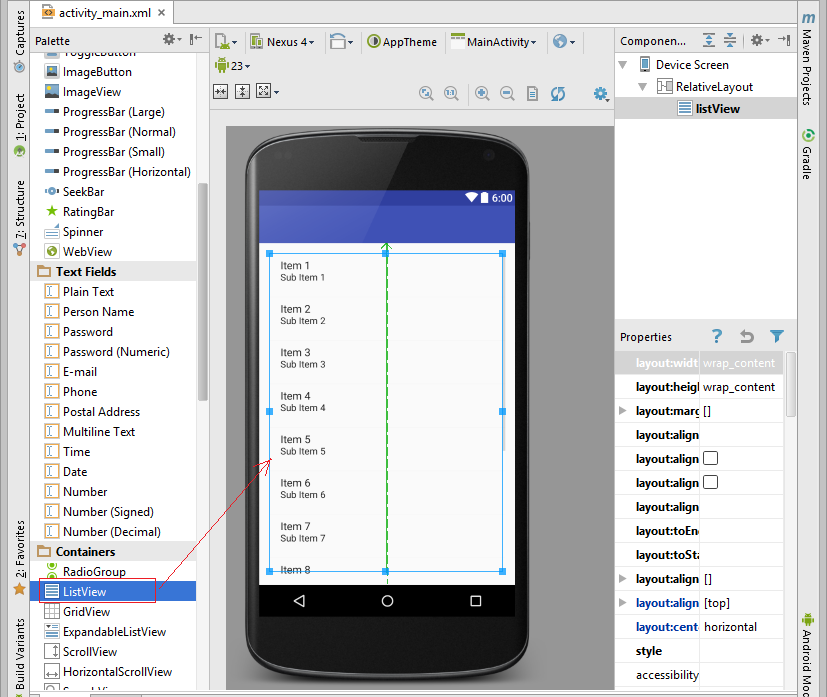 activity_main.xml
Captures
1: Project
7: Structure
2: Favorites
Build Variants
Palette
ToggleButton
ImageButton
ImageView
ProgressBar (Large)
ProgressBar (Normal)
ProgressBar (Small)
ProgressBar (Horizontal)
SeekBar
RatingBar
Spinner
WebView
Text Fields
Plain Text
Person Name
Password
Password (Numeric)
E-mail
Phone
Postal Address
Multiline Text
Time
Date
Number
Number (Signed)
Number (Decimal)
Containers
RadioGroup
ListView
GridView
ExpandableListView
ScrollView
HorizontalScrollView
Nexus 4
AppTheme
MainActivity
23
6:00
Item 1
Sub Item 1
Item 2
Sub Item 2
Item 3
Sub Item 3
Item 4
Sub Item 4
Item 5
Sub Item 5
Item 6
Sub Item 6
Item 7
Sub Item 7
Item 8
Componen...
Device Screen
RelativeLayout
listView
Properties
layout:widt wrap_content
layout:heig wrap_content
layout:marg []
layout:align
layout:align
layout:align
layout:align
layout:toEn
layout:toSta
layout:align []
layout:align [top]
layout:cent horizontal
style
accessibility
Maven Projects
Gradle
Android Moc